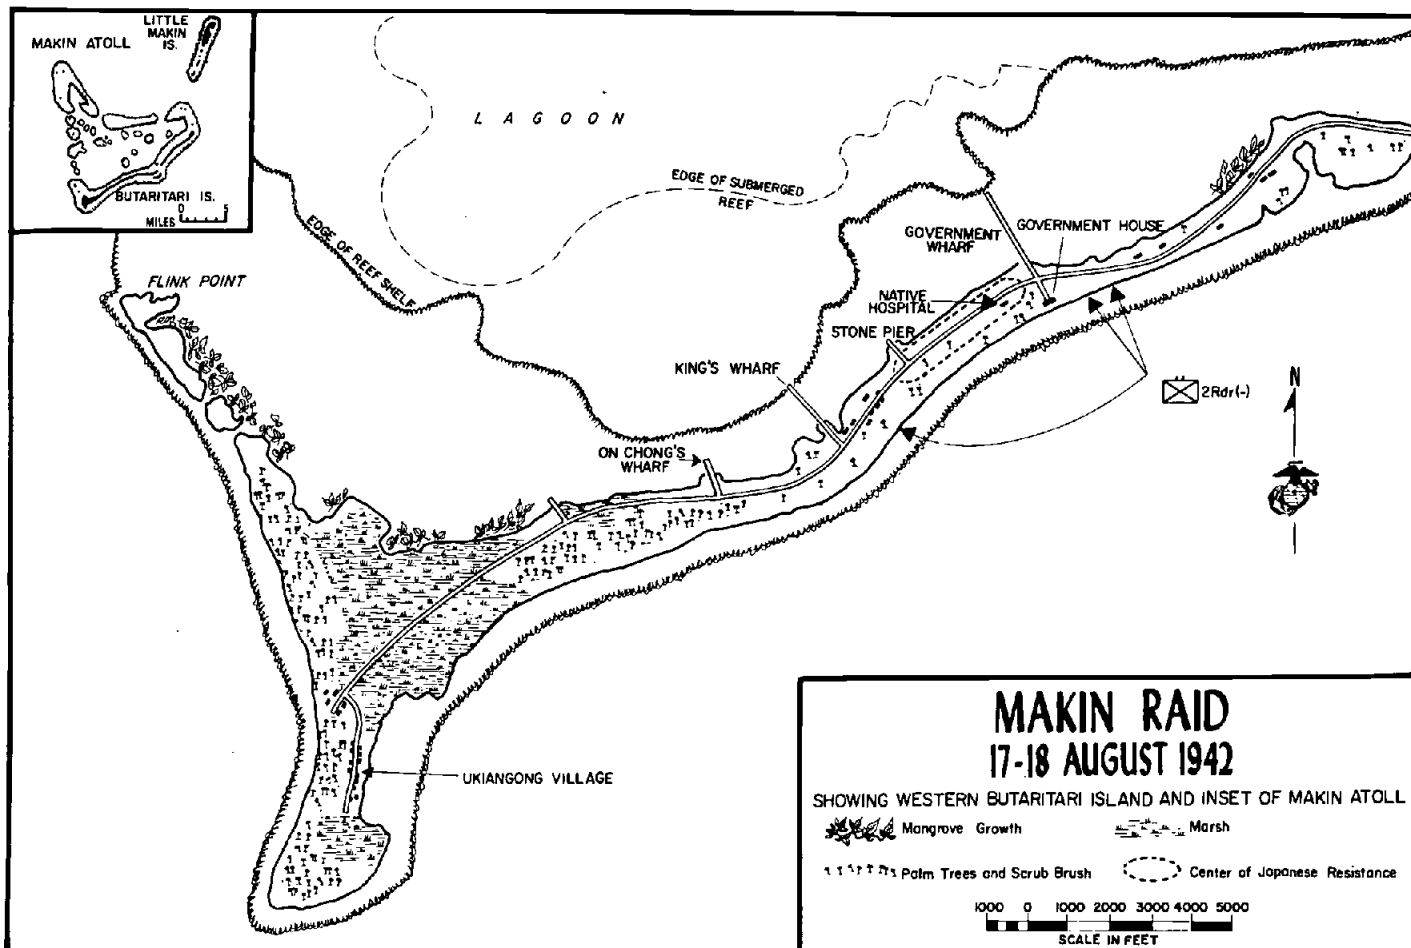 LITTLE
MAKIN
IS.
MAKIN ATOLL
BUTARITARI IS.
0 5
MILES
LAGOON
EDGE OF SUBMERGED
REEF
EDGE OF REEF SHELF
FLINK POINT
GOVERNMENT
WHARF
GOVERNMENT HOUSE
NATIVE
HOSPITAL
STONE PIER
KING'S WHARF
ON CHONG'S
WHARF
2Rdr(-)
N
UKIANGONG VILLAGE
MAKIN RAID
17-18 AUGUST 1942
SHOWING WESTERN BUTARITARI ISLAND AND INSET OF MAKIN ATOLL
Mangrove Growth
Marsh
Palm Trees and Scrub Brush
Center of Japanese Resistance
1000 0 1000 2000 3000 4000 5000
SCALE IN FEET